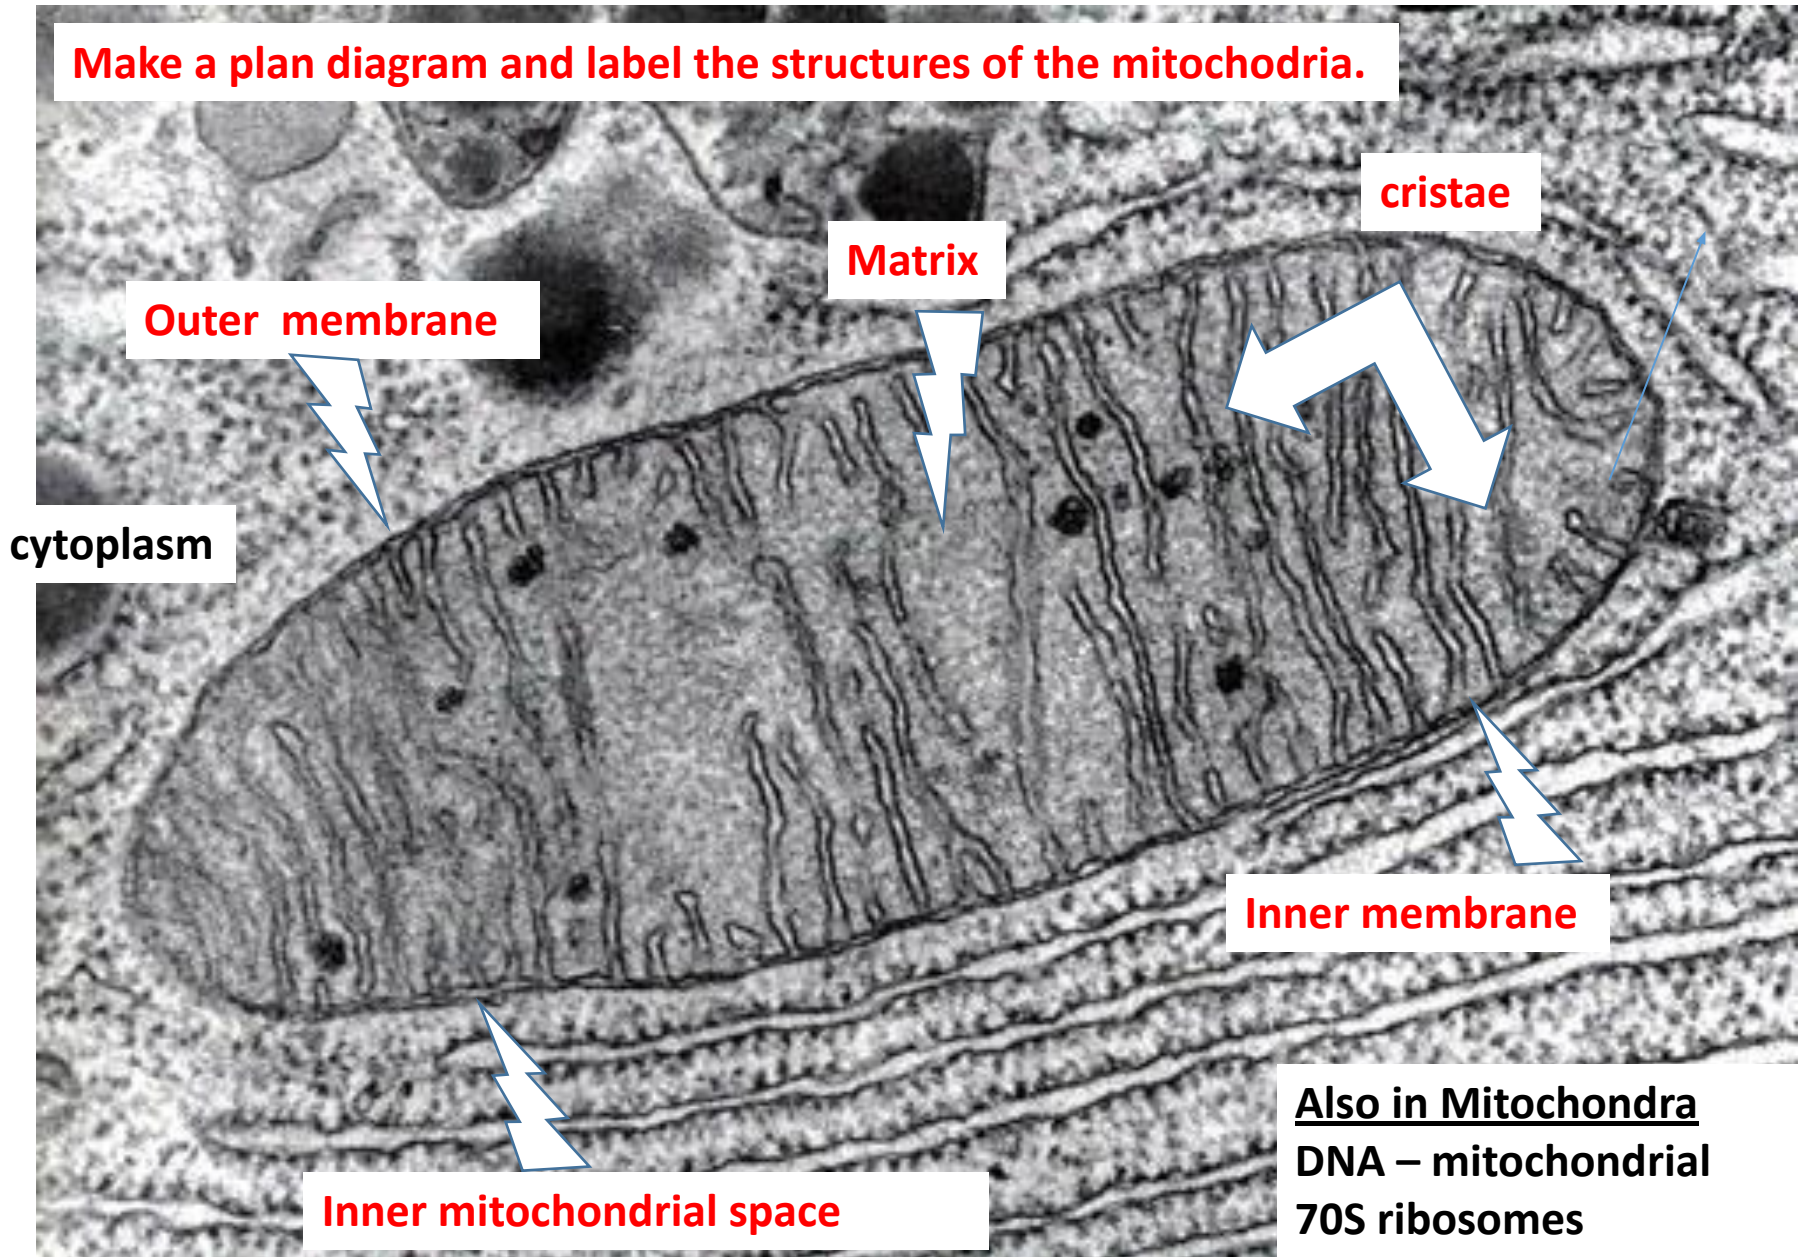 Make a plan diagram and label the structures of the mitochodria.
cristae
Matrix
Outer membrane
cytoplasm
Inner membrane
Inner mitochondrial space
Also in Mitochondra
DNA – mitochondrial
70S ribosomes